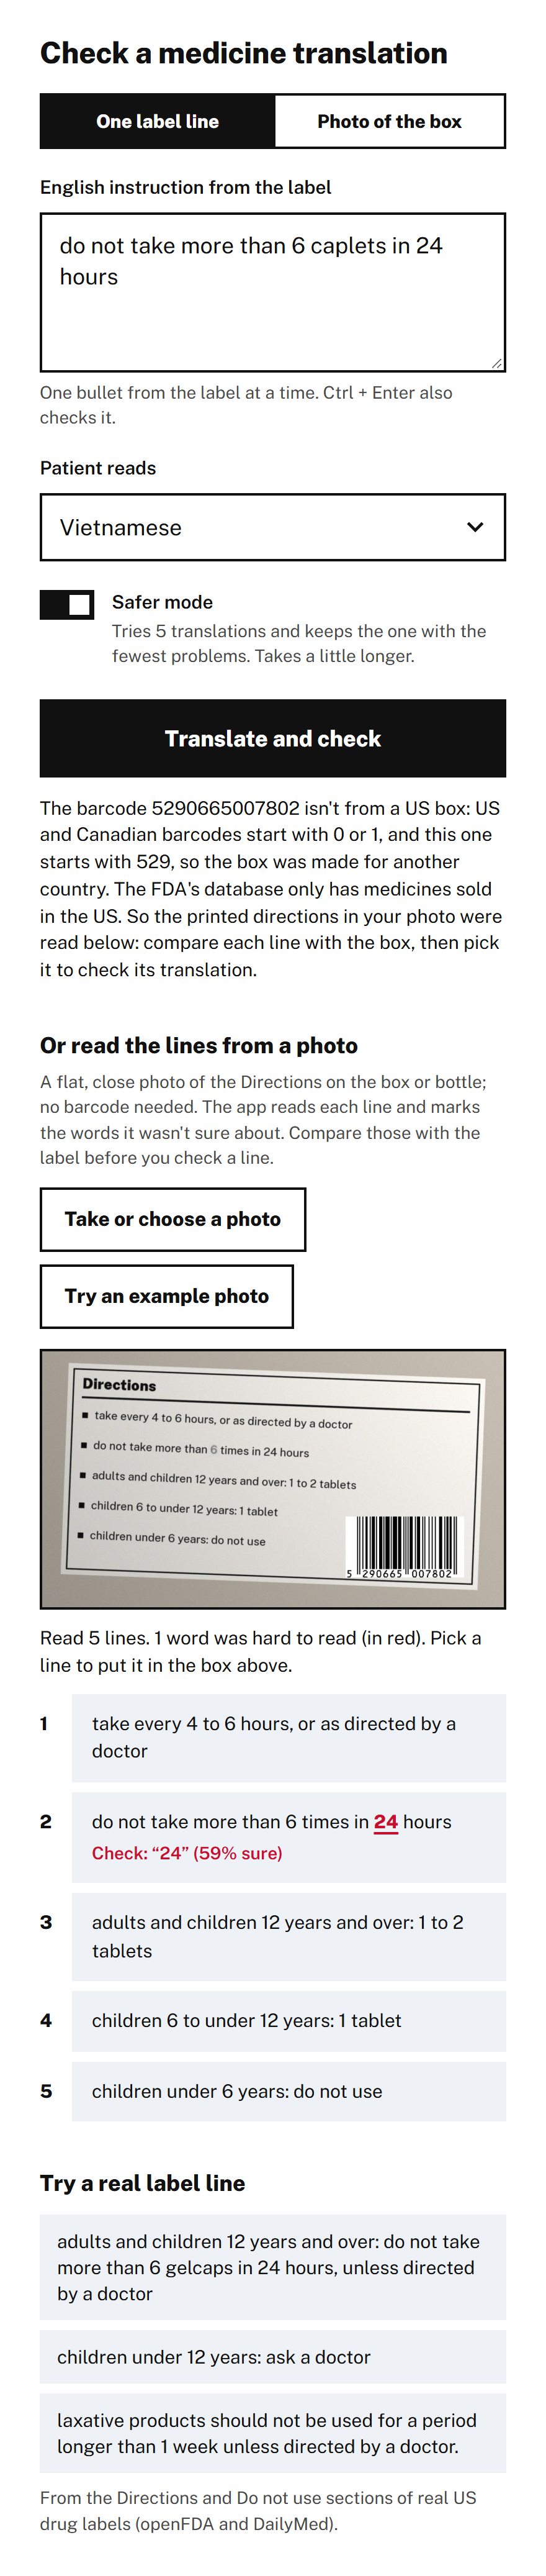 Check a medicine translation
One label line
Photo of the box
English instruction from the label
do not take more than 6 caplets in 24
hours
One bullet from the label at a time. Ctrl + Enter also
checks it.
Patient reads
Vietnamese
Safer mode
Tries 5 translations and keeps the one with the
fewest problems. Takes a little longer.
Translate and check
The barcode 5290665007802 isn't from a US box: US
and Canadian barcodes start with 0 or 1, and this one
starts with 529, so the box was made for another
country. The FDA's database only has medicines sold
in the US. So the printed directions in your photo were
read below: compare each line with the box, then pick
it to check its translation.
Or read the lines from a photo
A flat, close photo of the Directions on the box or bottle;
no barcode needed. The app reads each line and marks
the words it wasn't sure about. Compare those with the
label before you check a line.
Take or choose a photo
Try an example photo
Directions
■ take every 4 to 6 hours, or as directed by a doctor
■ do not take more than 6 times in 24 hours
■ adults and children 12 years and over: 1 to 2 tablets
■ children 6 to under 12 years: 1 tablet
■ children under 6 years: do not use
5 290665 007802
Read 5 lines. 1 word was hard to read (in red). Pick a
line to put it in the box above.
1 take every 4 to 6 hours, or as directed by a
doctor
2 do not take more than 6 times in 24 hours
Check: “24” (59% sure)
3 adults and children 12 years and over: 1 to 2
tablets
4 children 6 to under 12 years: 1 tablet
5 children under 6 years: do not use
Try a real label line
adults and children 12 years and over: do not take
more than 6 gelcaps in 24 hours, unless directed
by a doctor
children under 12 years: ask a doctor
laxative products should not be used for a period
longer than 1 week unless directed by a doctor.
From the Directions and Do not use sections of real US
drug labels (openFDA and DailyMed).